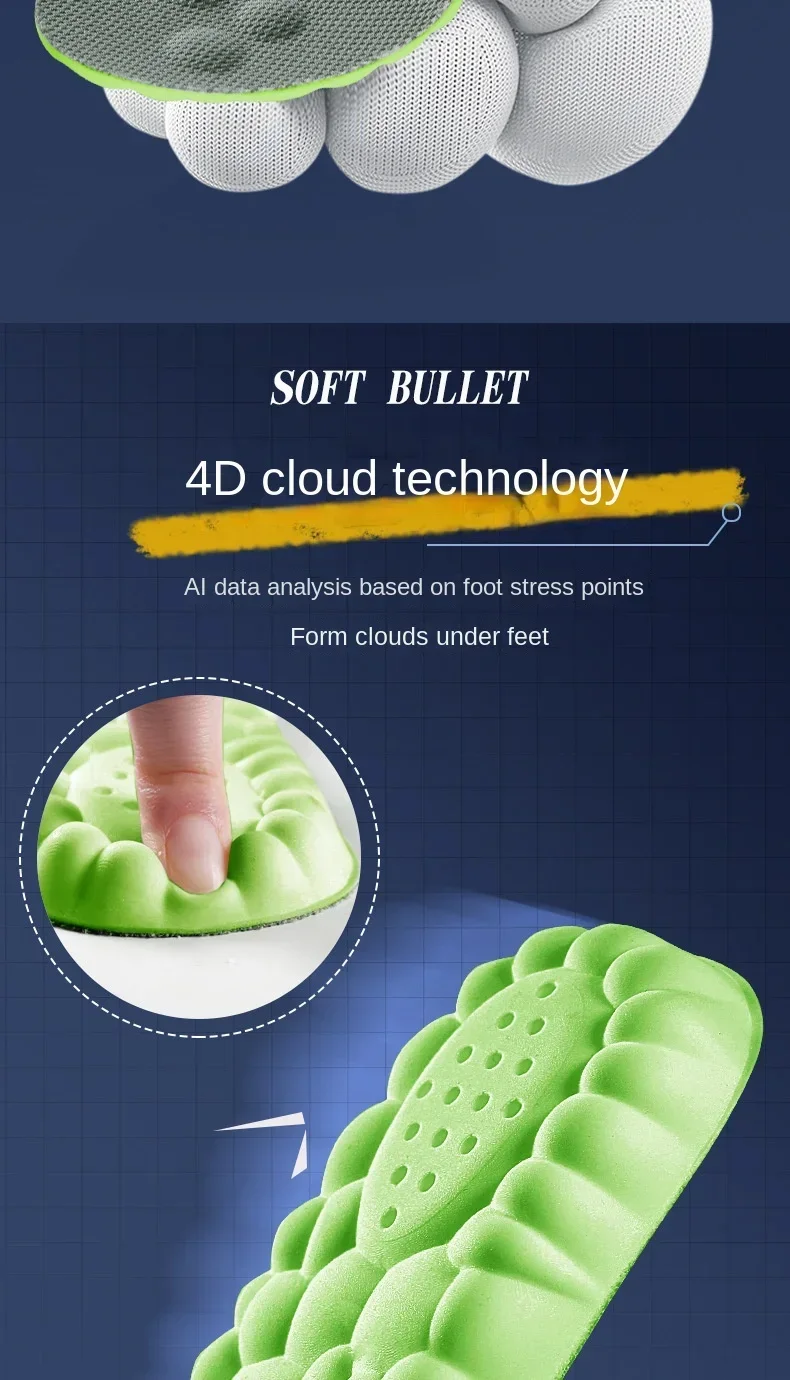 SOFT BULLET
4D cloud technology
AI data analysis based on foot stress points
Form clouds under feet